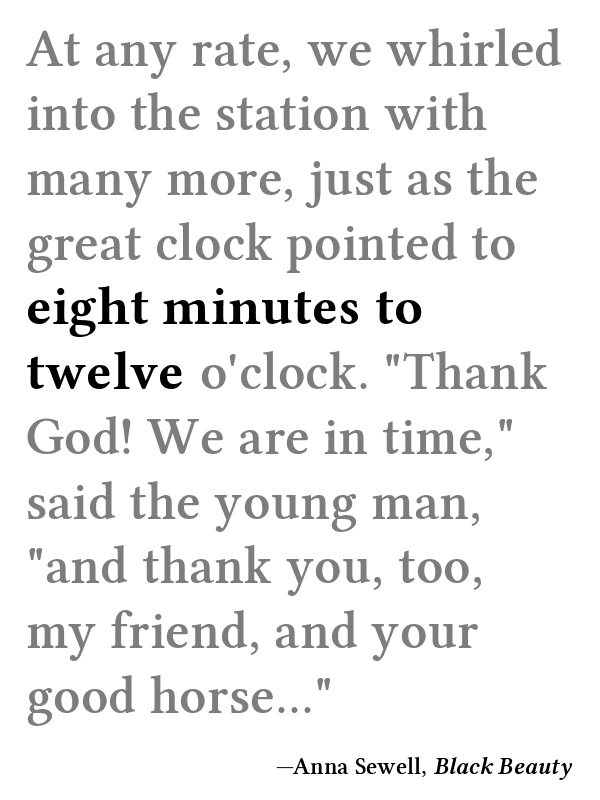 At any rate, we whirled
into the station with
many more, just as the
great clock pointed to
eight minutes to
twelve o'clock. "Thank
God! We are in time,"
said the young man,
"and thank you, too,
my friend, and your
good horse..."
—Anna Sewell, Black Beauty